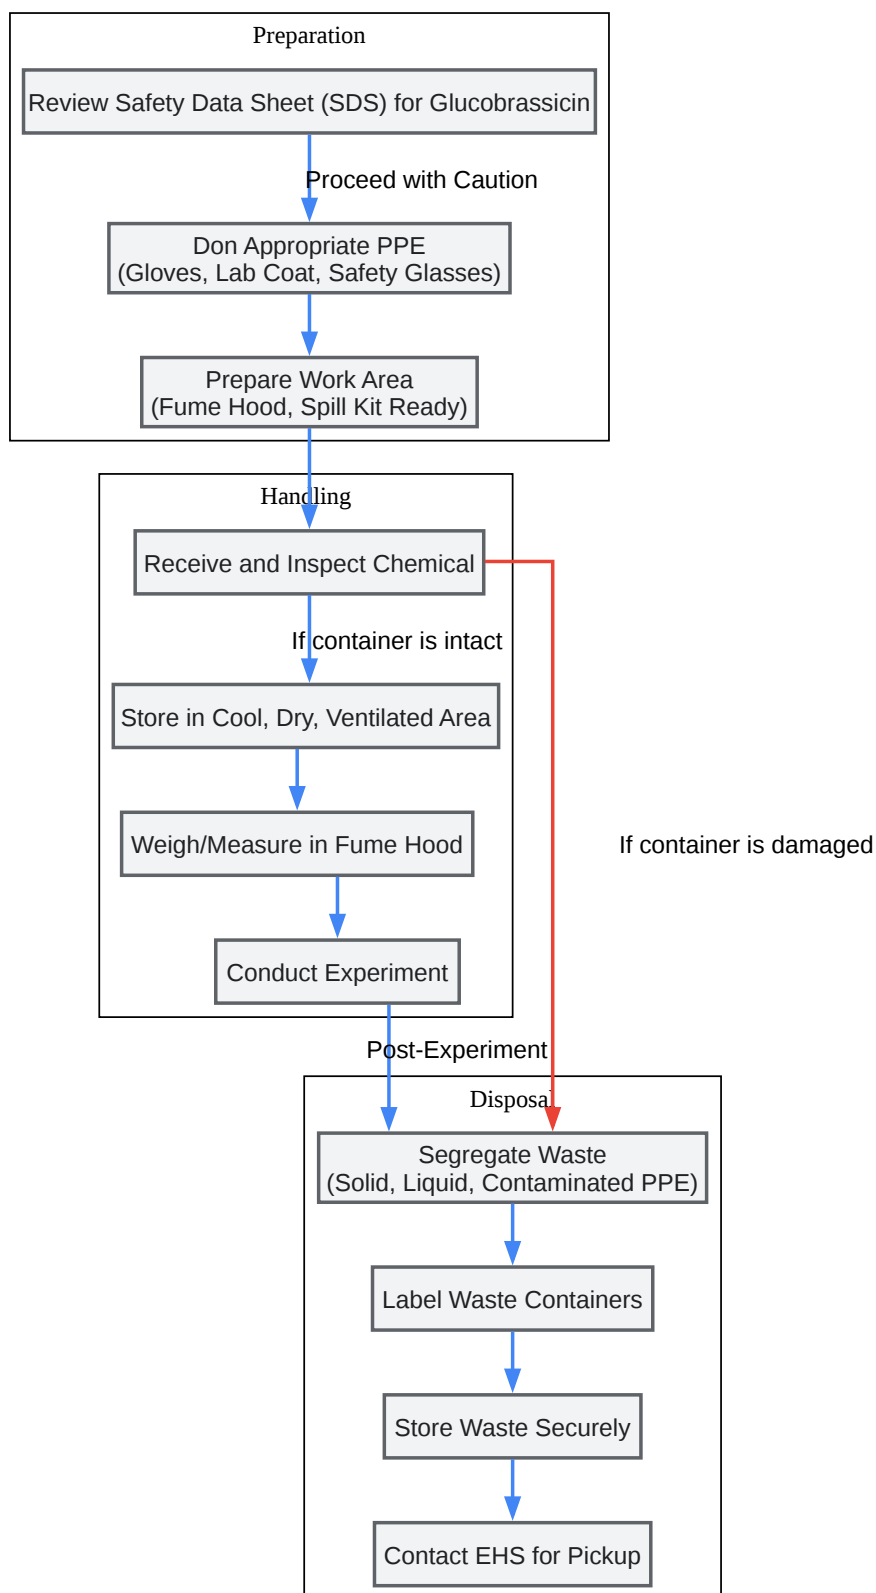 Preparation
Review Safety Data Sheet (SDS) for Glucobrassicin
Proceed with Caution
Don Appropriate PPE
(Gloves, Lab Coat, Safety Glasses)
Prepare Work Area
(Fume Hood, Spill Kit Ready)
Handling
Receive and Inspect Chemical
If container is intact
Store in Cool, Dry, Ventilated Area
Weigh/Measure in Fume Hood
If container is damaged
Conduct Experiment
Post-Experiment
Disposal
Segregate Waste
(Solid, Liquid, Contaminated PPE)
Label Waste Containers
Store Waste Securely
Contact EHS for Pickup